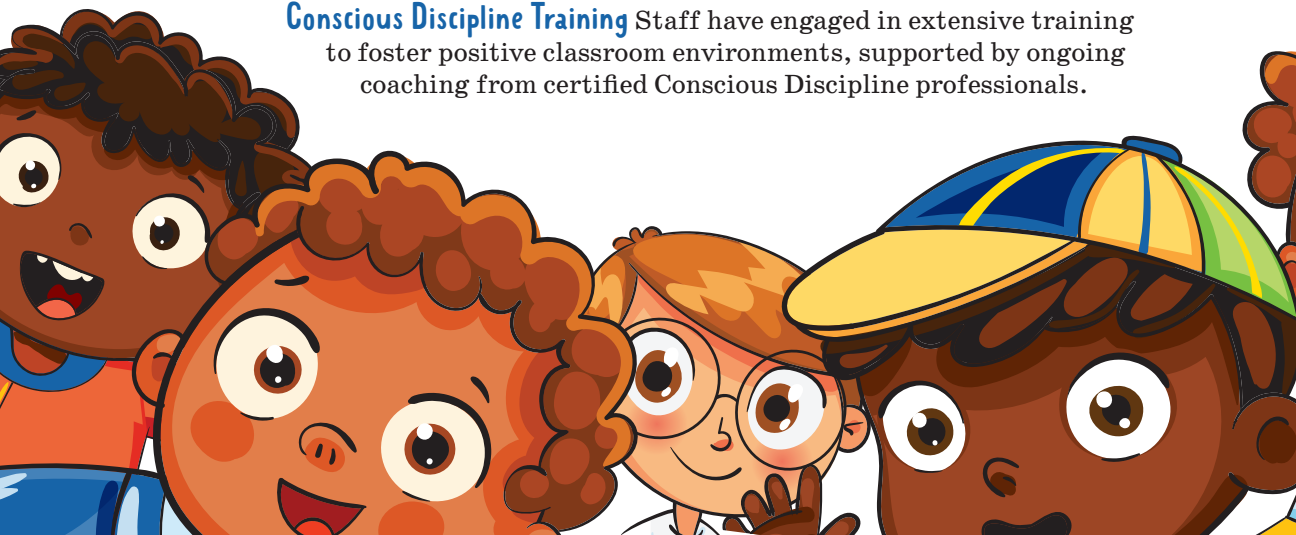 Conscious Discipline Training Staff have engaged in extensive training
to foster positive classroom environments, supported by ongoing
coaching from certified Conscious Discipline professionals.